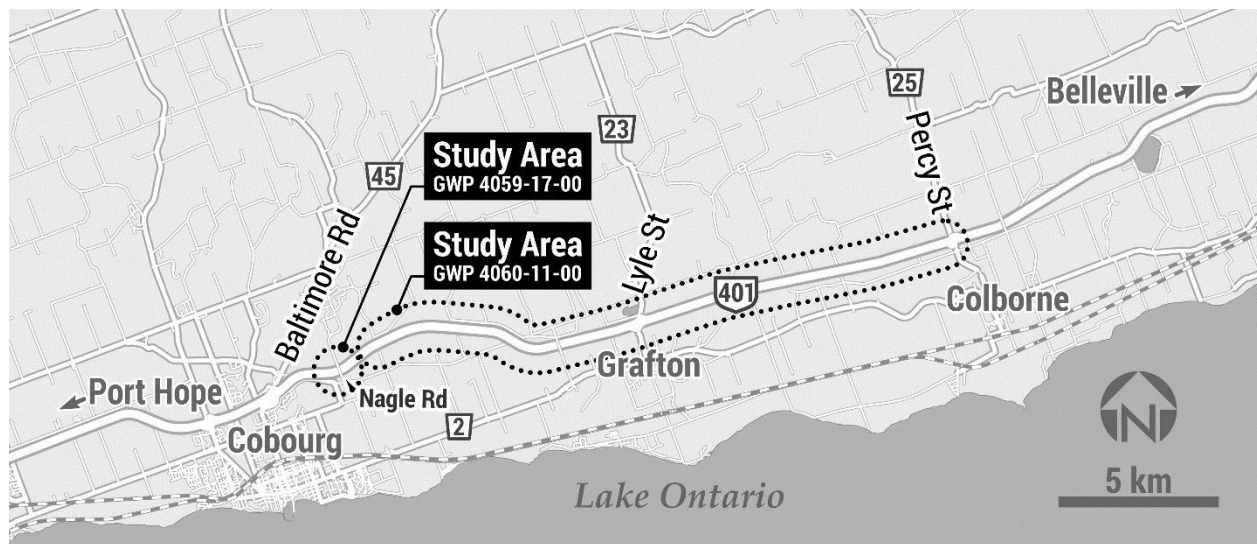 Belleville
25
Percy St
23
Study Area
GWP 4059-17-00
45
Study Area
GWP 4060-11-00
Baltimore Rd
Lyle St
401
Colborne
Grafton
Port Hope
Nagle Rd
2
Cobourg
N
5 km
Lake Ontario